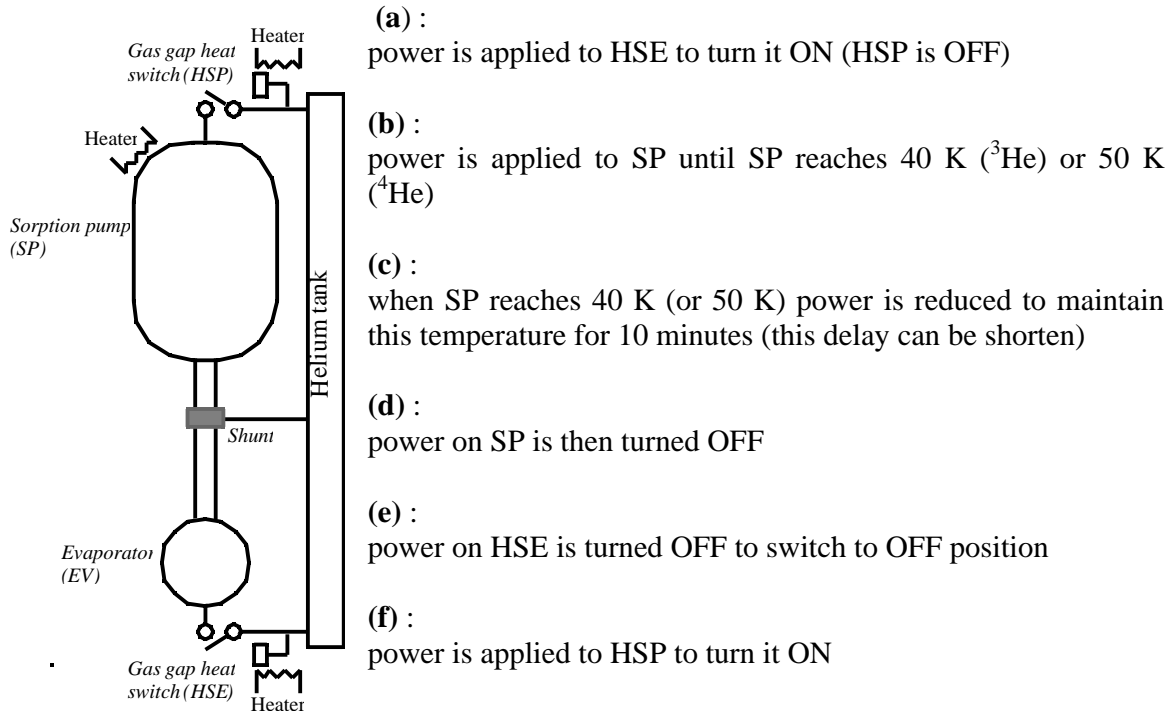 Heater
Gas gap heat
switch (HSP)
Heater
Sorption pump
(SP)
Helium tank
Shunt
Evaporator
(EV)
Gas gap heat
switch (HSE)
Heater
(a) :
power is applied to HSE to turn it ON (HSP is OFF)
(b) :
power is applied to SP until SP reaches 40 K (³He) or 50 K
(⁴He)
(c) :
when SP reaches 40 K (or 50 K) power is reduced to maintain
this temperature for 10 minutes (this delay can be shorten)
(d) :
power on SP is then turned OFF
(e) :
power on HSE is turned OFF to switch to OFF position
(f) :
power is applied to HSP to turn it ON